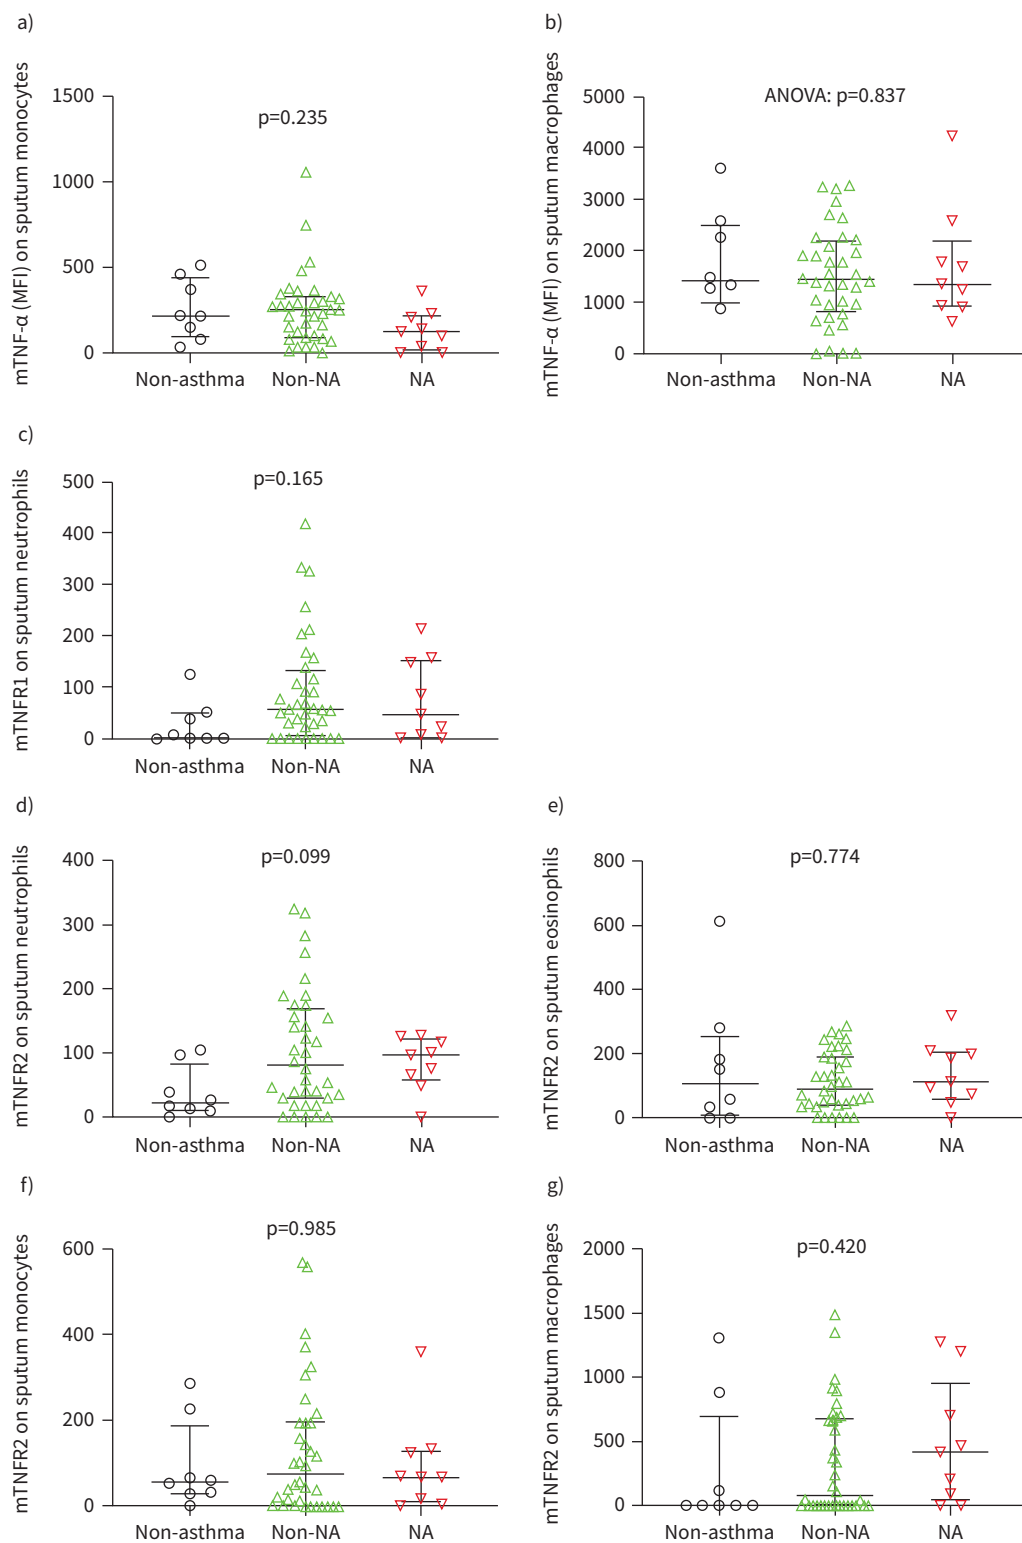 a)
mTNF-α (MFI) on sputum monocytes
1500
1000
500
0
p=0.235
Non-asthma
Non-NA
NA
b)
mTNF-α (MFI) on sputum macrophages
5000
4000
3000
2000
1000
0
ANOVA: p=0.837
Non-asthma
Non-NA
NA
c)
mTNFR1 on sputum neutrophils
500
400
300
200
100
0
p=0.165
Non-asthma
Non-NA
NA
d)
mTNFR2 on sputum neutrophils
400
300
200
100
0
p=0.099
Non-asthma
Non-NA
NA
e)
mTNFR2 on sputum eosinophils
800
600
400
200
0
p=0.774
Non-asthma
Non-NA
NA
f)
mTNFR2 on sputum monocytes
600
400
200
0
p=0.985
Non-asthma
Non-NA
NA
g)
mTNFR2 on sputum macrophages
2000
1500
1000
500
0
p=0.420
Non-asthma
Non-NA
NA